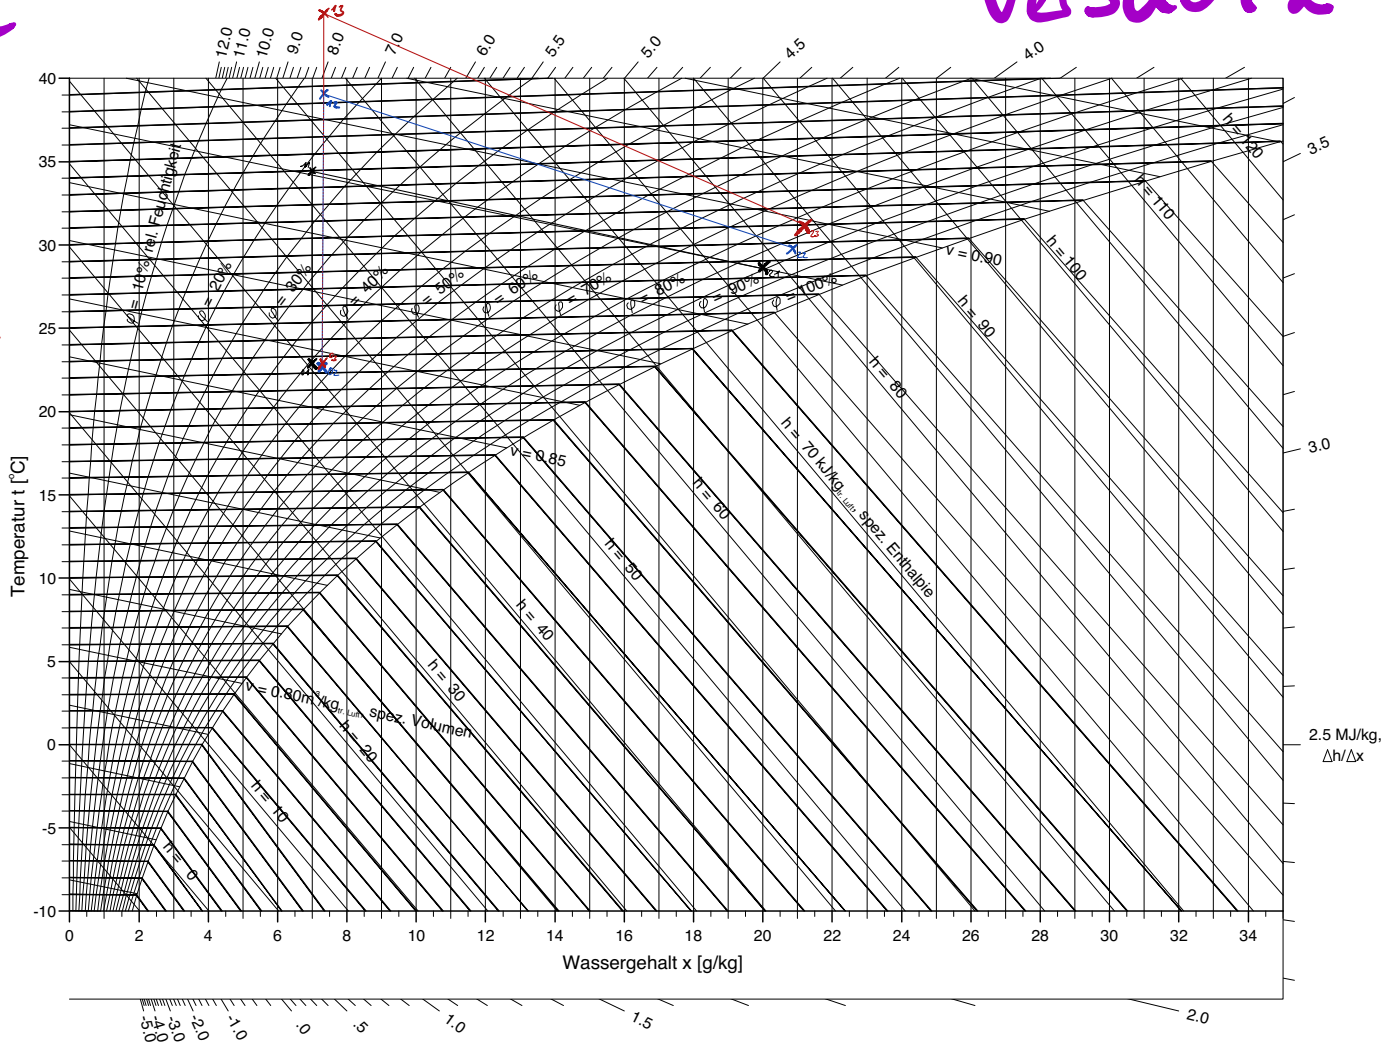 Versuch 2
13
12.0 11.0 10.0 9.0 8.0 7.0 6.0 5.5 5.0 4.5 4.0
40
35
30
25
20
15
10
5
0
-5
-10
Temperatur t [°C]
φ = 10% rel. Feuchtigkeit
φ = 20%
φ = 30%
φ = 40%
φ = 50%
φ = 60%
φ = 70%
φ = 80%
φ = 90%
φ = 100%
h = 120
h = 110
h = 100
h = 90
h = 80
h = 70 kJ/kg tr. Luft, spez. Enthalpie
h = 60
h = 50
h = 40
h = 30
h = 20
h = 10
h = 0
v = 0.90
v = 0.85
v = 0.80m³/kg tr. Luft, spez. Volumen
3.5
3.0
2.5 MJ/kg,
Δh/Δx
0 2 4 6 8 10 12 14 16 18 20 22 24 26 28 30 32 34
Wassergehalt x [g/kg]
-5.0 -4.0 -3.0 -2.0 -1.0 .0 .5 1.0 1.5 2.0